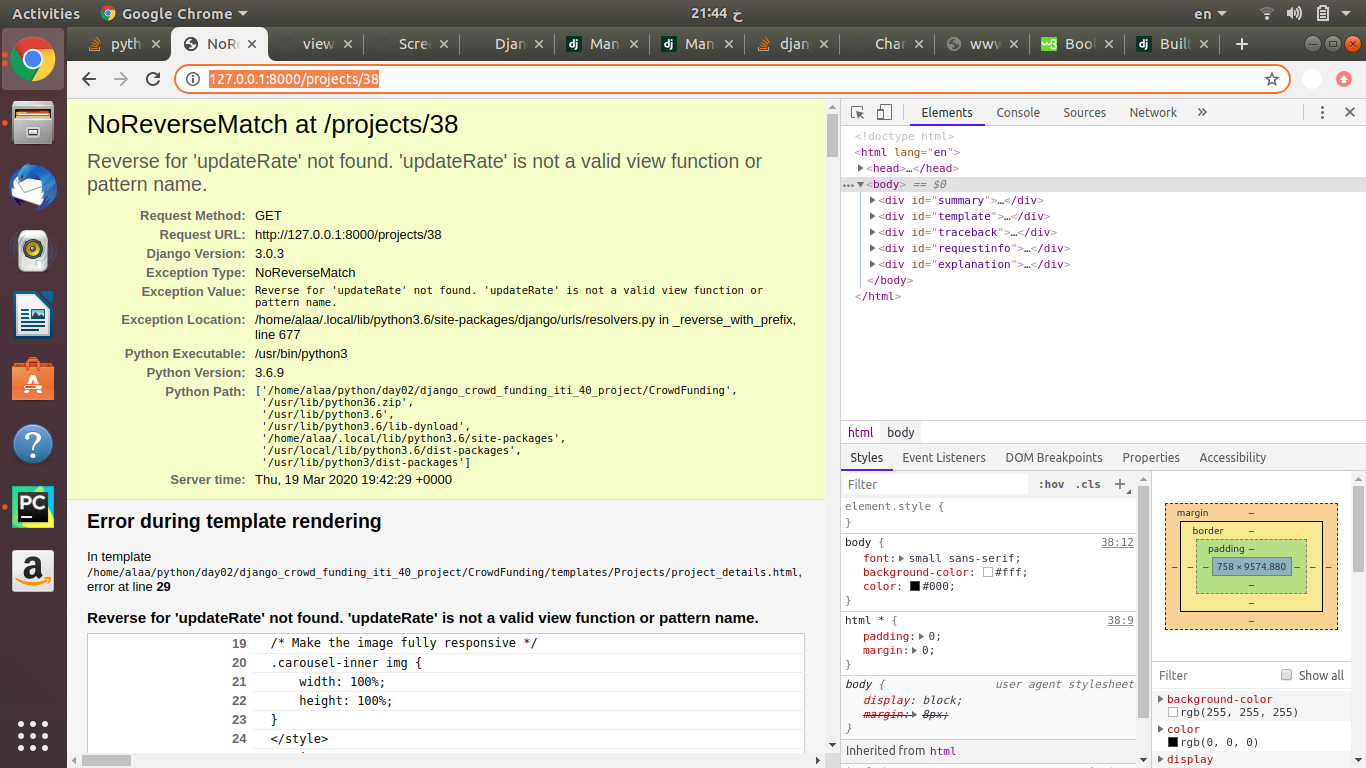 Activities
Google Chrome
21:44 خ
en
pyth
NoRe
view
Scre
Djan
Man
Man
djan
Char
www
Boot
Built
127.0.0.1:8000/projects/38
NoReverseMatch at /projects/38
Reverse for 'updateRate' not found. 'updateRate' is not a valid view function or
pattern name.
Request Method: GET
Request URL: http://127.0.0.1:8000/projects/38
Django Version: 3.0.3
Exception Type: NoReverseMatch
Exception Value: Reverse for 'updateRate' not found. 'updateRate' is not a valid view function or
pattern name.
Exception Location: /home/alaa/.local/lib/python3.6/site-packages/django/urls/resolvers.py in _reverse_with_prefix,
line 677
Python Executable: /usr/bin/python3
Python Version: 3.6.9
Python Path: ['/home/alaa/python/day02/django_crowd_funding_iti_40_project/CrowdFunding',
'/usr/lib/python36.zip',
'/usr/lib/python3.6',
'/usr/lib/python3.6/lib-dynload',
'/home/alaa/.local/lib/python3.6/site-packages',
'/usr/local/lib/python3.6/dist-packages',
'/usr/lib/python3/dist-packages']
Server time: Thu, 19 Mar 2020 19:42:29 +0000
Error during template rendering
In template
/home/alaa/python/day02/django_crowd_funding_iti_40_project/CrowdFunding/templates/Projects/project_details.html,
error at line 29
Reverse for 'updateRate' not found. 'updateRate' is not a valid view function or pattern name.
19 /* Make the image fully responsive */
20 .carousel-inner img {
21 width: 100%;
22 height: 100%;
23 }
24 </style>
Elements Console Sources Network »
<!doctype html>
<html lang="en">
<head>…</head>
<body> == $0
<div id="summary">…</div>
<div id="template">…</div>
<div id="traceback">…</div>
<div id="requestinfo">…</div>
<div id="explanation">…</div>
</body>
</html>
html body
Styles Event Listeners DOM Breakpoints Properties Accessibility
Filter :hov .cls +
element.style {
}
body { 38:12
font: small sans-serif;
background-color: #fff;
color: #000;
}
html * { 38:9
padding: 0;
margin: 0;
}
body { user agent stylesheet
display: block;
margin: 8px;
}
Inherited from html
margin –
border –
padding –
– – – 758 × 9574.880 – – –
–
–
–
Filter Show all
background-color
rgb(255, 255, 255)
color
rgb(0, 0, 0)
display
PC
a